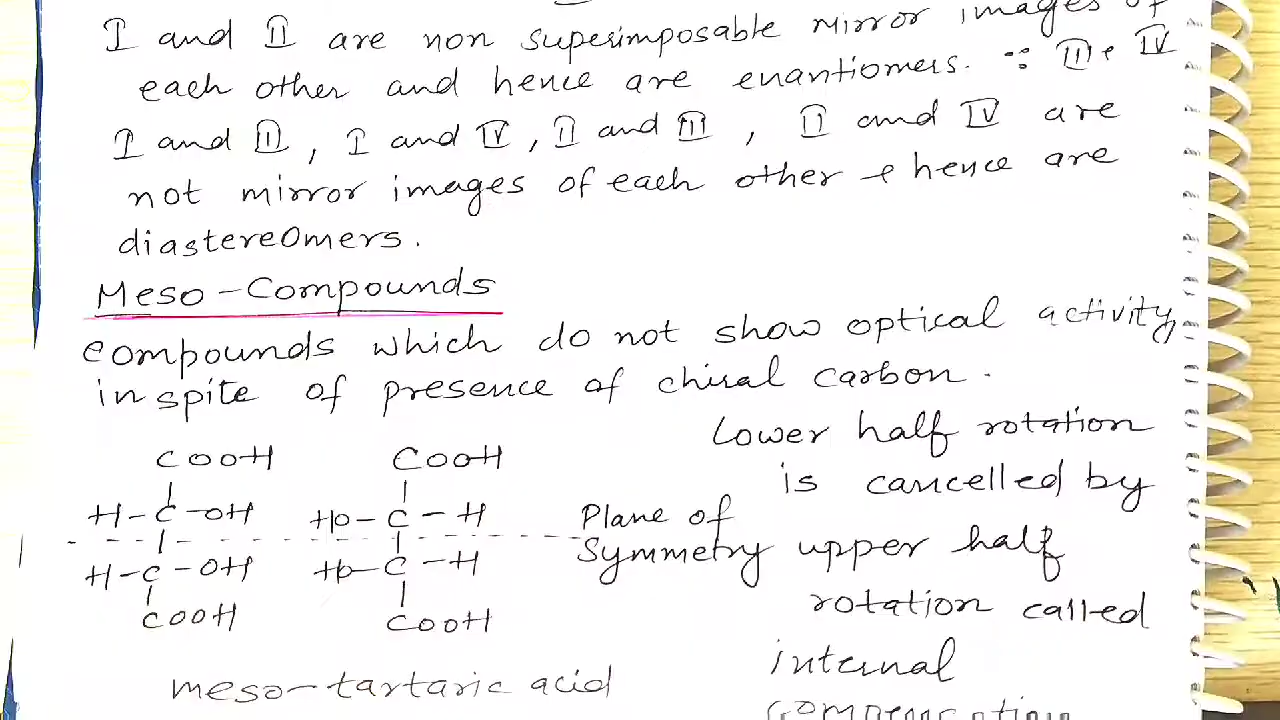 I and II are non superimposable mirror images of
each other and hence are enantiomers. :: III & IV
I and III, I and IV, II and III, II and IV are
not mirror images of each other & hence are
diastereomers.
Meso-Compounds
compounds which do not show optical activity
inspite of presence of chiral carbon.
COOH COOH
H-C-OH HO-C-H
H-C-OH HO-C-H
COOH COOH
Plane of
Symmetry
Lower half rotation
is cancelled by
upper half
rotation called
internal
compensation
meso-tartaric acid